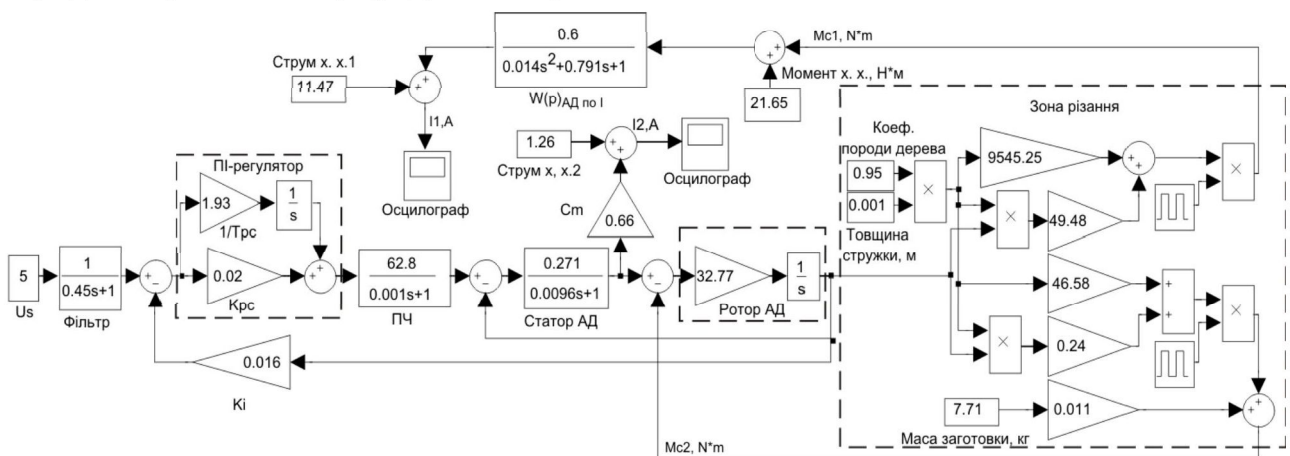 Mc1, N*m
0.6
0.014s²+0.791s+1
W(p)АД по I
Струм х. х.1
11.47
I1,A
Осцилограф
Момент х. х., Н*м
21.65
1.26
Струм х, х.2
I2,A
Осцилограф
Cm
0.66
Зона різання
Коеф.
породи дерева
0.95
0.001
Товщина
стружки, м
×
9545.25
×
×
49.48
46.58
×
×
0.24
7.71
Маса заготовки, кг
0.011
ПІ-регулятор
1.93
1/Tpc
1
s
0.02
Kpc
5
Us
1
0.45s+1
Фільтр
62.8
0.001s+1
ПЧ
0.271
0.0096s+1
Статор АД
32.77
1
s
Ротор АД
0.016
Ki
Mc2, N*m